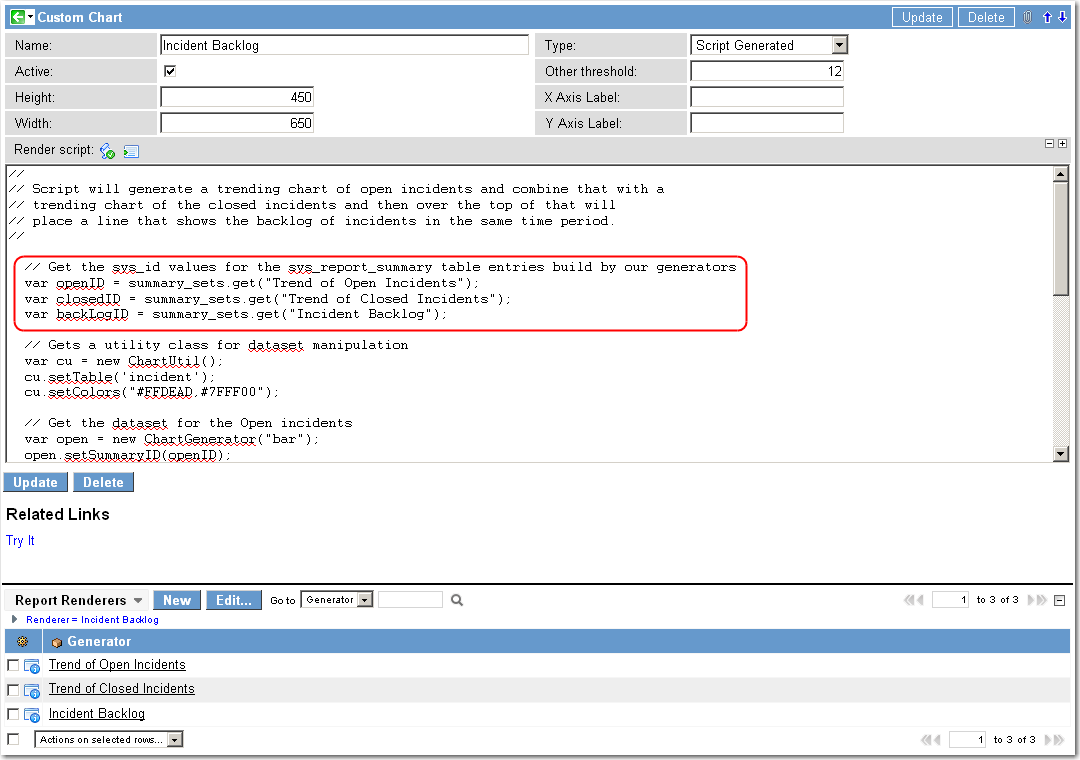 Custom Chart Update Delete
Name: Incident Backlog Type: Script Generated
Active: Other threshold: 12
Height: 450 X Axis Label:
Width: 650 Y Axis Label:
Render script:
//
// Script will generate a trending chart of open incidents and combine that with a
// trending chart of the closed incidents and then over the top of that will
// place a line that shows the backlog of incidents in the same time period.
//
// Get the sys_id values for the sys_report_summary table entries build by our generators
var openID = summary_sets.get("Trend of Open Incidents");
var closedID = summary_sets.get("Trend of Closed Incidents");
var backLogID = summary_sets.get("Incident Backlog");
// Gets a utility class for dataset manipulation
var cu = new ChartUtil();
cu.setTable('incident');
cu.setColors("#FFDEAD,#7FFF00");
// Get the dataset for the Open incidents
var open = new ChartGenerator("bar");
open.setSummaryID(openID);
Update Delete
Related Links
Try It
Report Renderers New Edit... Go to Generator 1 to 3 of 3
Renderer = Incident Backlog
Generator
Trend of Open Incidents
Trend of Closed Incidents
Incident Backlog
Actions on selected rows... 1 to 3 of 3